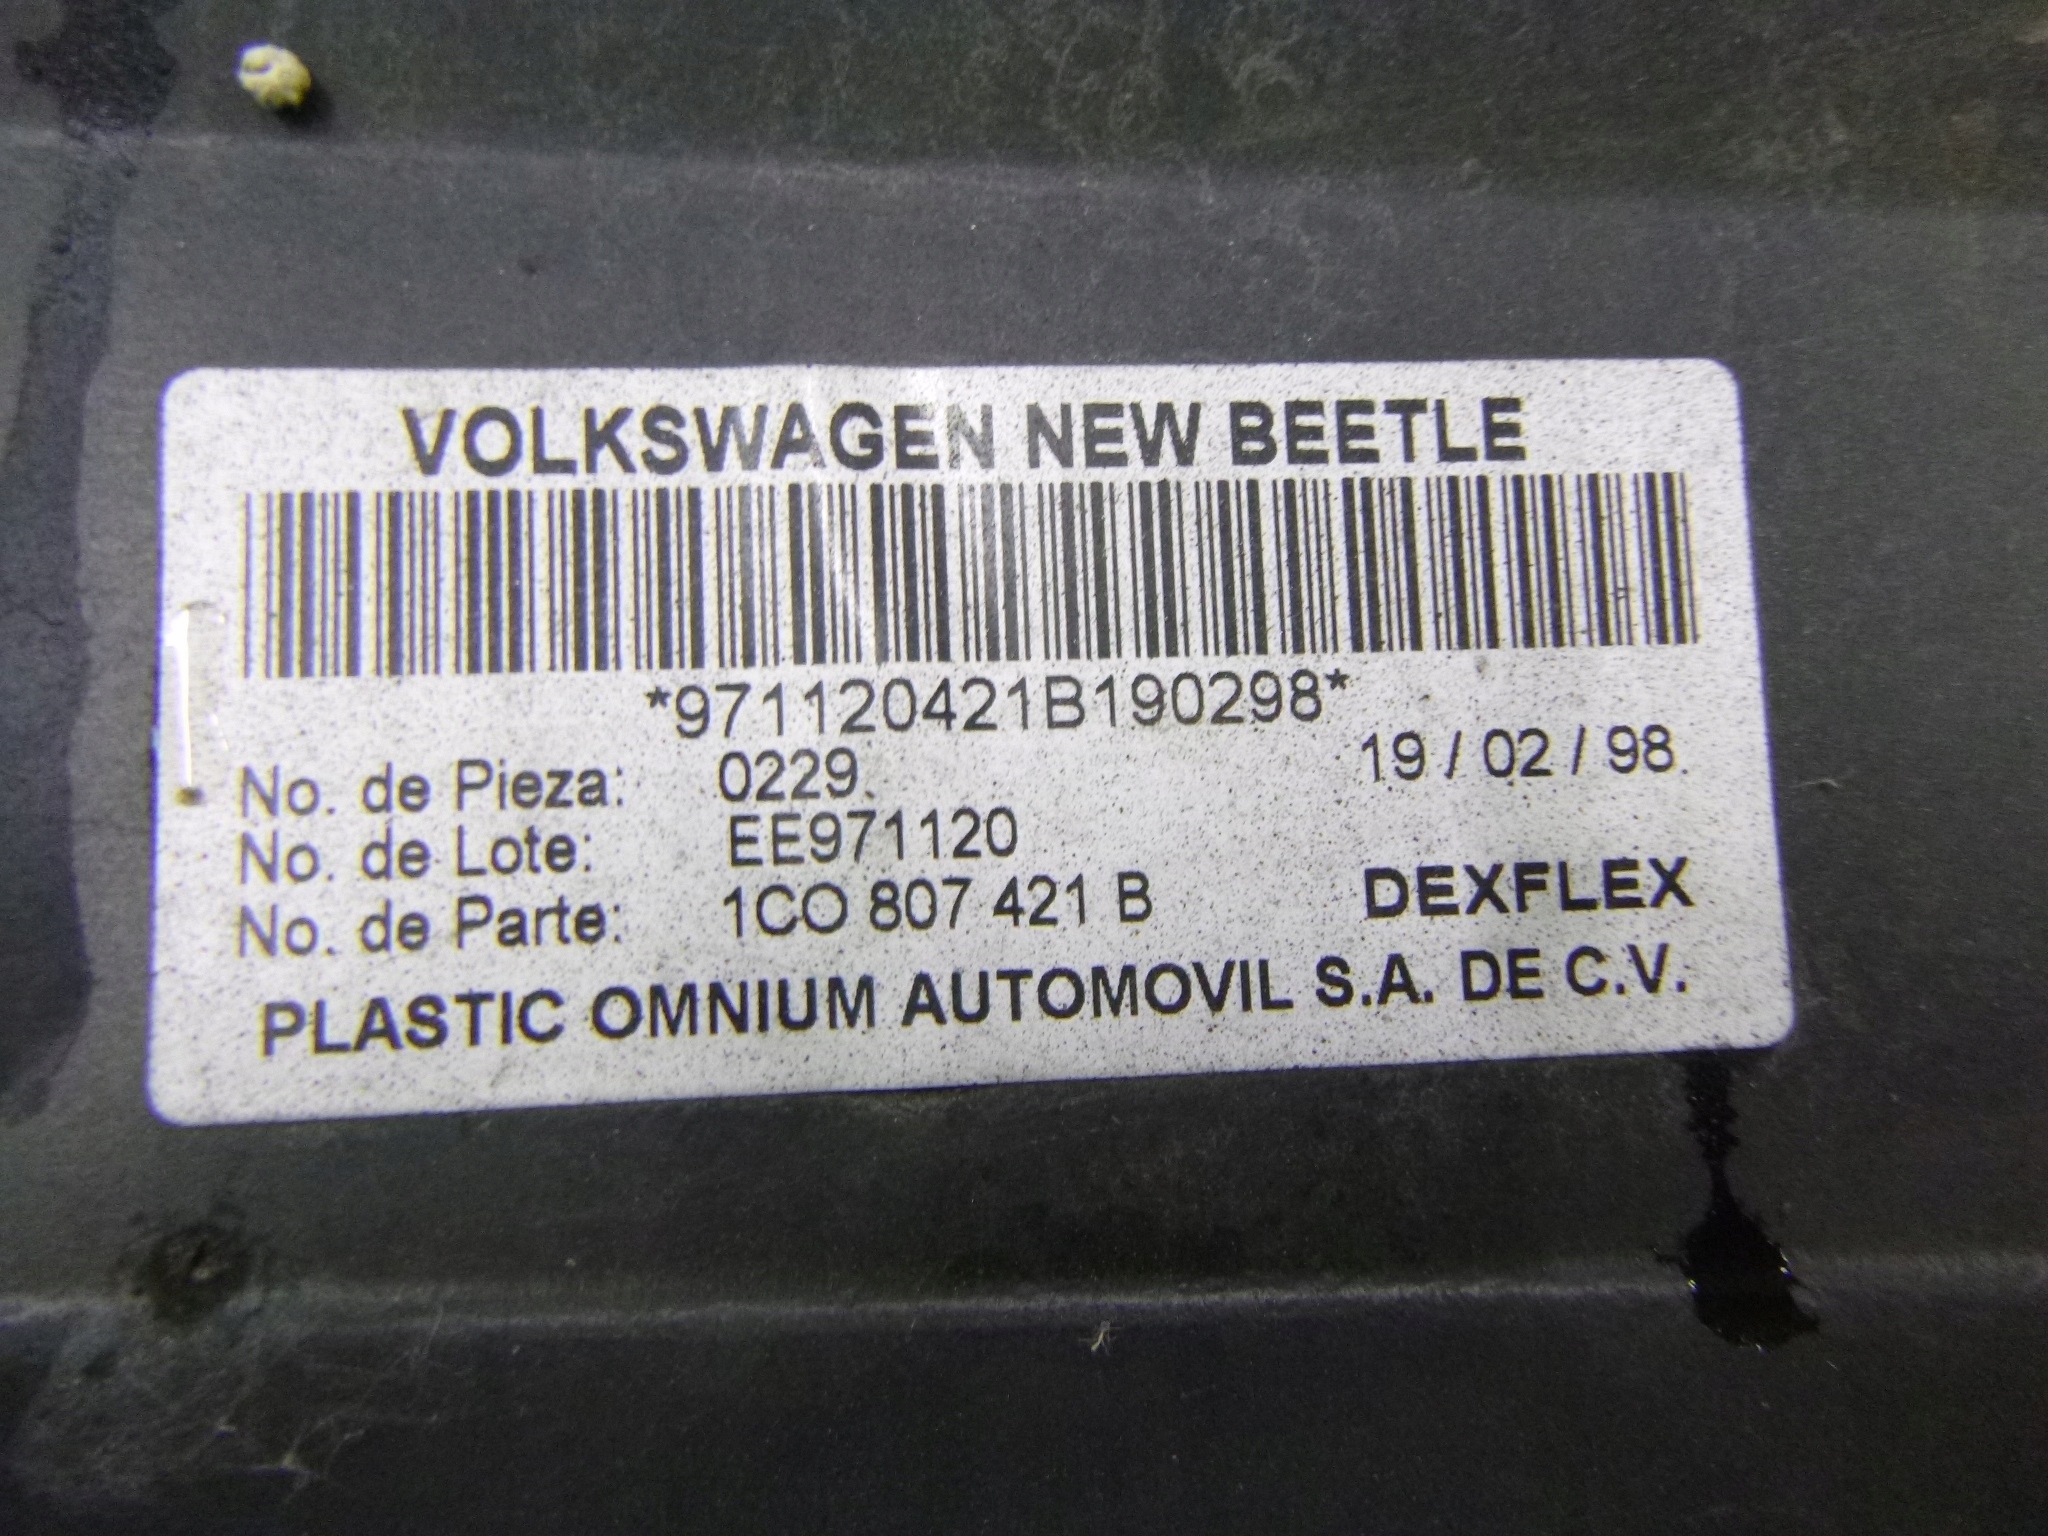 VOLKSWAGEN NEW BEETLE
*971120421B190298*
No. de Pieza: 0229 19 / 02 / 98
No. de Lote: EE971120
No. de Parte: 1CO 807 421 B DEXFLEX
PLASTIC OMNIUM AUTOMOVIL S.A. DE C.V.